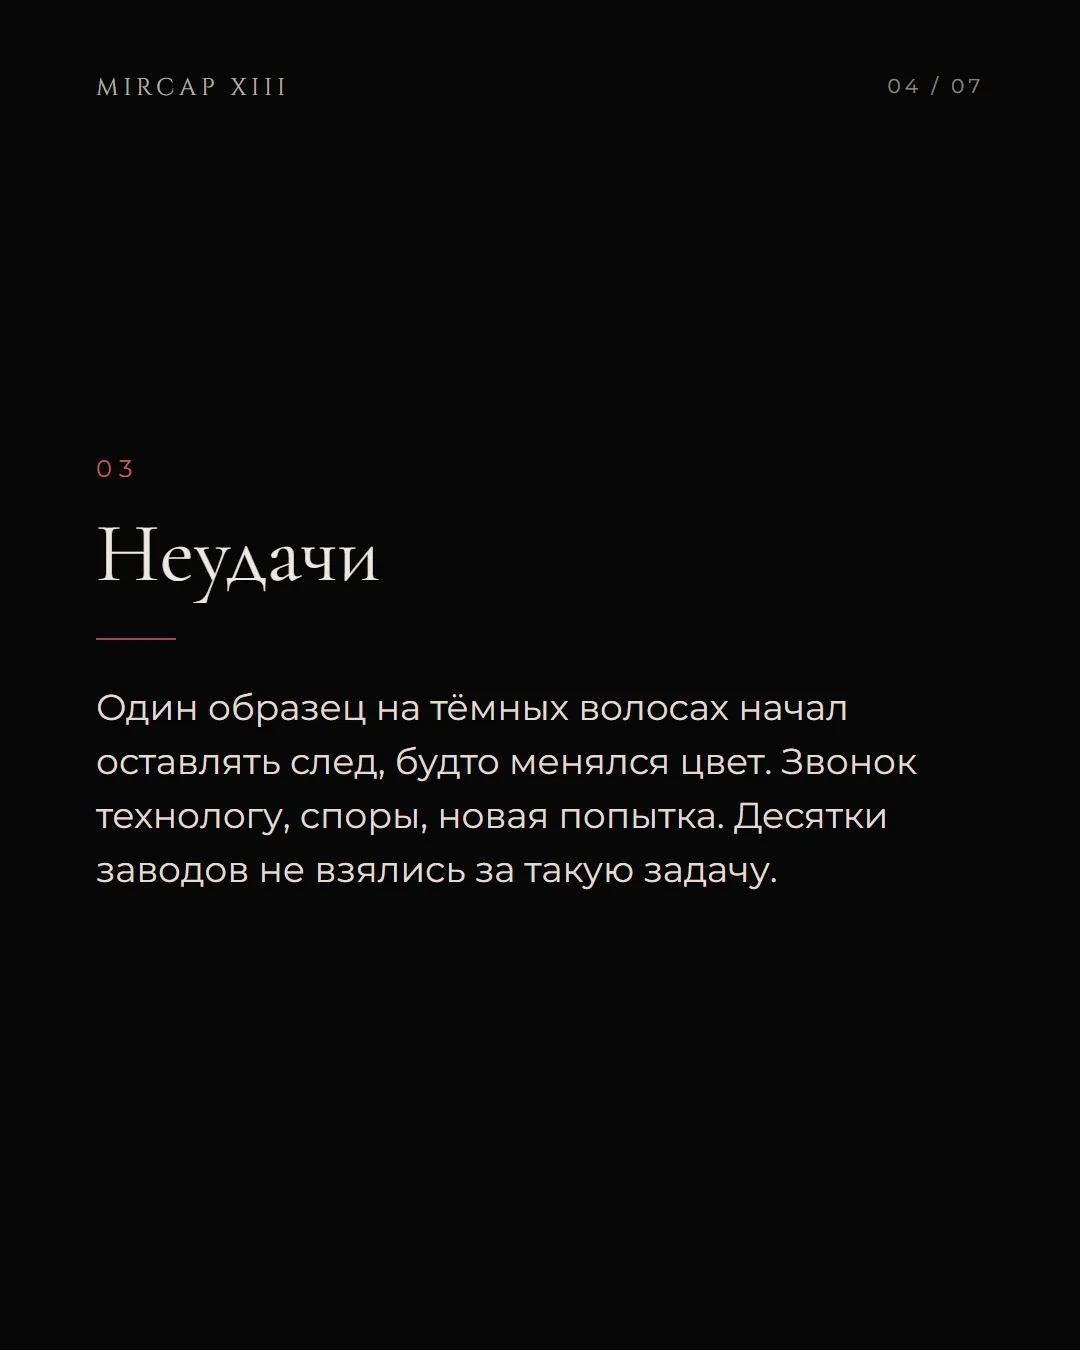 MIRCAP XIII
04 / 07
03
Неудачи
Один образец на тёмных волосах начал
оставлять след, будто менялся цвет. Звонок
технологу, споры, новая попытка. Десятки
заводов не взялись за такую задачу.